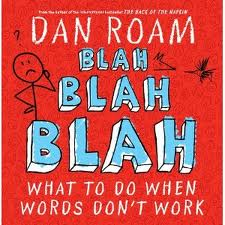 DAN ROAM
From the author of the international bestseller THE BACK OF THE NAPKIN
BLAH
BLAH
BLAH
WHAT TO DO WHEN
WORDS DON'T WORK